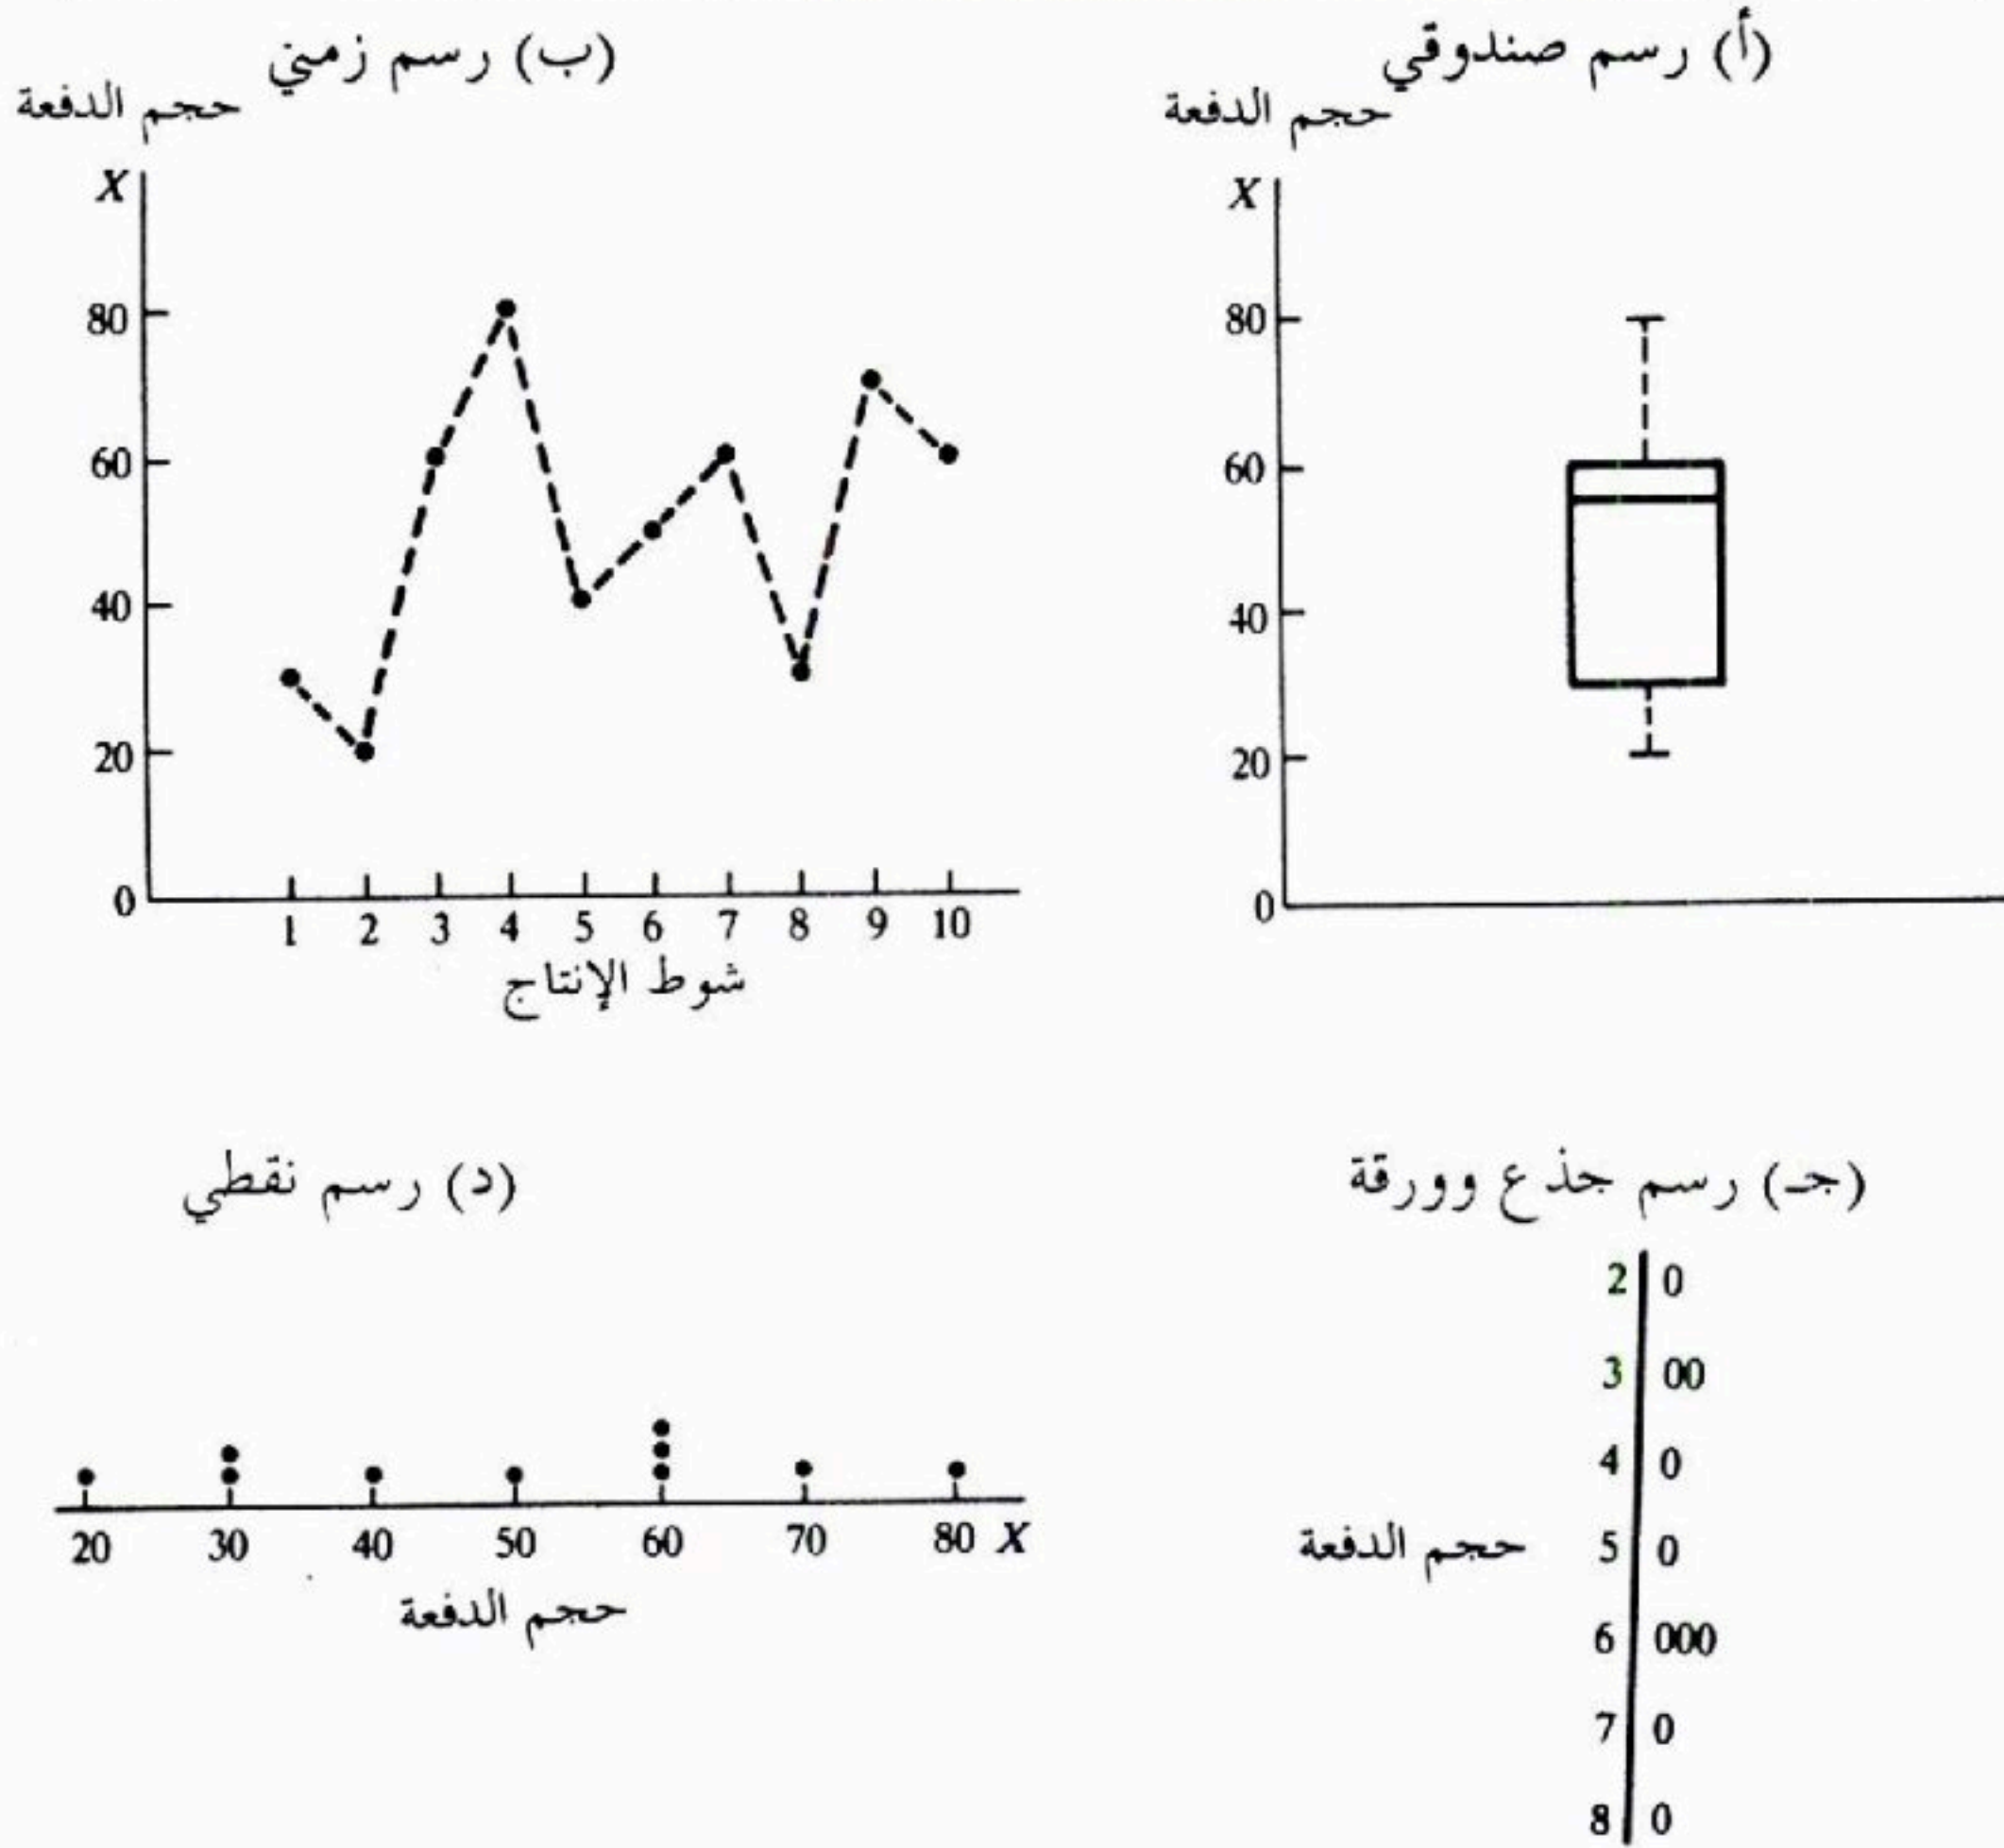 (أ) رسم صندوقي
حجم الدفعة
X
80
60
40
20
0
(ب) رسم زمني
حجم الدفعة
X
80
60
40
20
0
1 2 3 4 5 6 7 8 9 10
شوط الإنتاج
(جـ) رسم جذع وورقة
2 0
3 00
4 0
حجم الدفعة 5 0
6 000
7 0
8 0
(د) رسم نقطي
20 30 40 50 60 70 80 X
حجم الدفعة